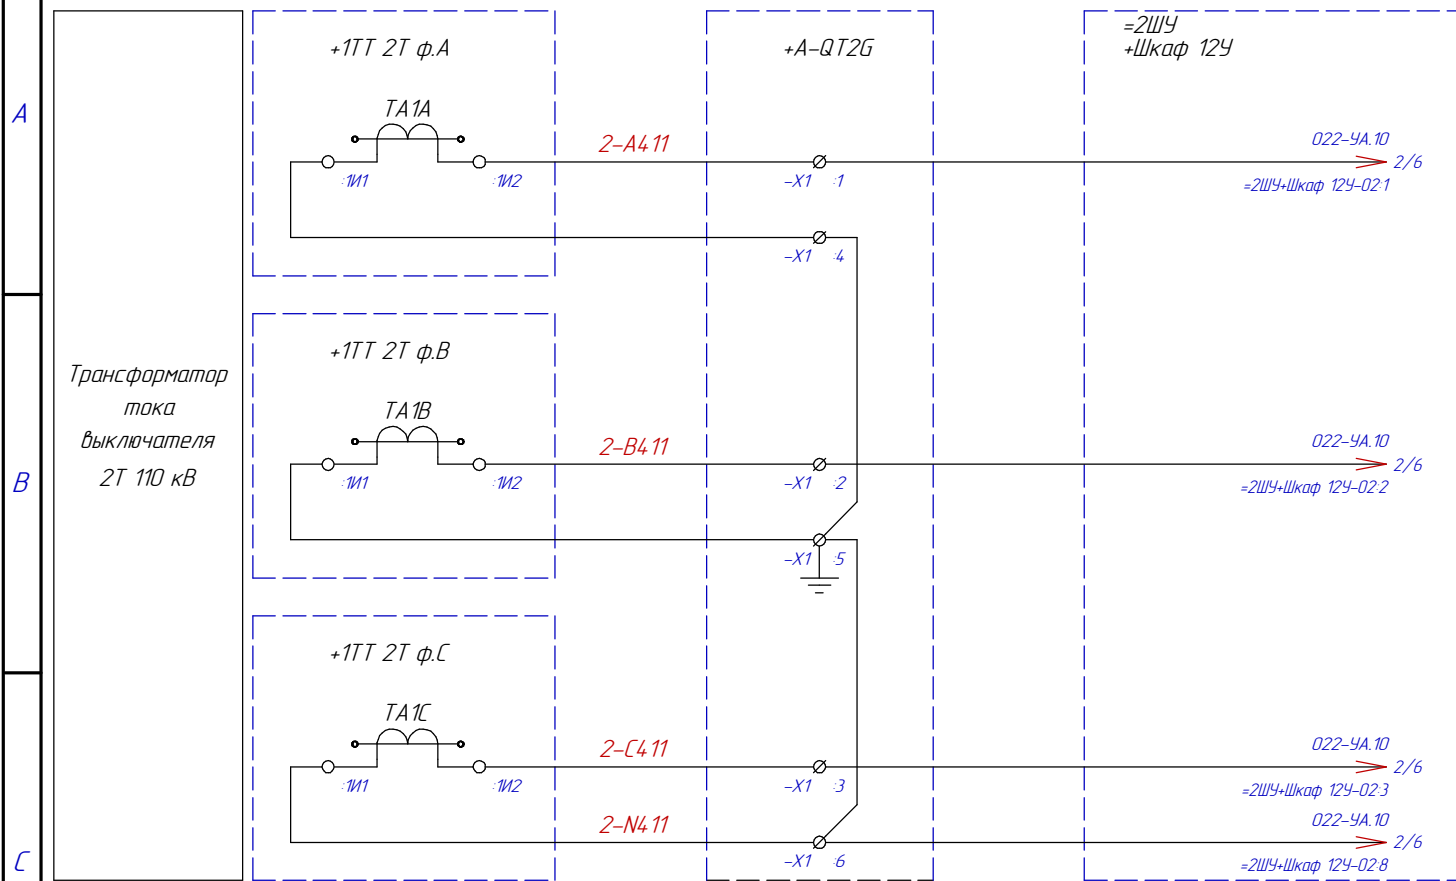 =2ШУ
+Шкаф 12У
+1ТТ 2Т ф.А
+А-QT2G
А
ТА1А
2-А411
022-УА.10
2/6
:1И1
:1И2
-Х1 :1
=2ШУ+Шкаф 12У-02:1
-Х1 :4
+1ТТ 2Т ф.В
Трансформатор
тока
выключателя
2Т 110 кВ
ТА1В
2-В411
022-УА.10
2/6
В
:1И1
:1И2
-Х1 :2
=2ШУ+Шкаф 12У-02:2
-Х1 :5
+1ТТ 2Т ф.С
ТА1С
2-С411
022-УА.10
2/6
:1И1
:1И2
-Х1 :3
=2ШУ+Шкаф 12У-02:3
2-N411
022-УА.10
2/6
С
-Х1 :6
=2ШУ+Шкаф 12У-02:8